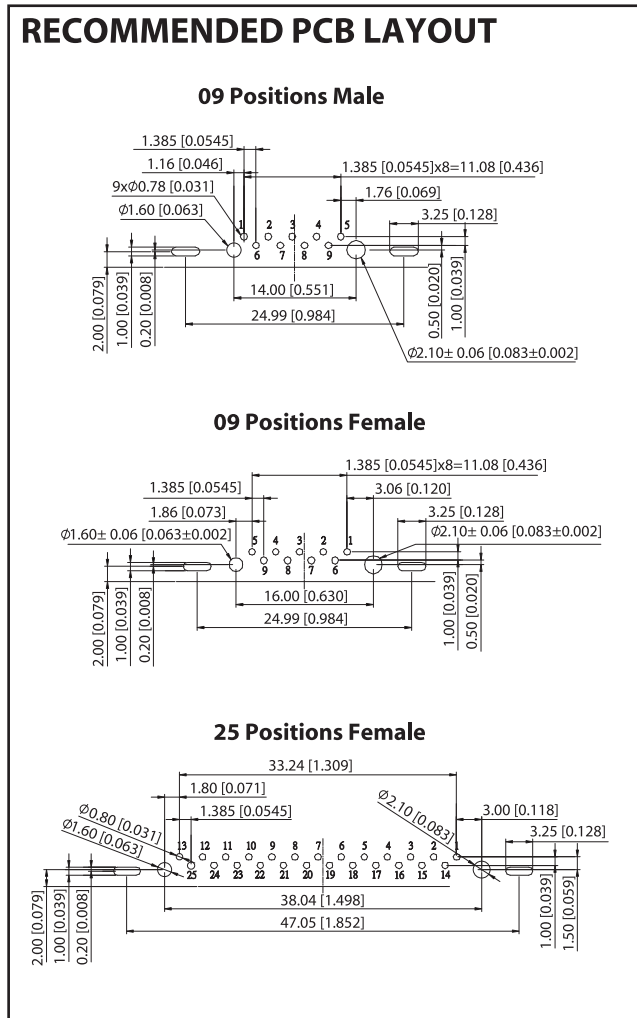 RECOMMENDED PCB LAYOUT
09 Positions Male
1.385 [0.0545]
1.385 [0.0545]x8=11.08 [0.436]
1.16 [0.046]
1.76 [0.069]
9xØ0.78 [0.031]
3.25 [0.128]
Ø1.60 [0.063]
1 2 3 4 5
6 7 8 9
2.00 [0.079]
1.00 [0.039]
0.20 [0.008]
14.00 [0.551]
24.99 [0.984]
0.50 [0.020]
1.00 [0.039]
Ø2.10± 0.06 [0.083±0.002]
09 Positions Female
1.385 [0.0545]x8=11.08 [0.436]
1.385 [0.0545]
3.06 [0.120]
1.86 [0.073]
3.25 [0.128]
Ø1.60± 0.06 [0.063±0.002]
Ø2.10± 0.06 [0.083±0.002]
5 4 3 2 1
9 8 7 6
2.00 [0.079]
1.00 [0.039]
0.20 [0.008]
16.00 [0.630]
24.99 [0.984]
1.00 [0.039]
0.50 [0.020]
25 Positions Female
33.24 [1.309]
1.80 [0.071]
3.00 [0.118]
Ø0.80 [0.031]
1.385 [0.0545]
Ø2.10 [0.083]
3.25 [0.128]
Ø1.60 [0.063]
13 12 11 10 9 8 7 6 5 4 3 2 1
25 24 23 22 21 20 19 18 17 16 15 14
2.00 [0.079]
1.00 [0.039]
0.20 [0.008]
38.04 [1.498]
47.05 [1.852]
1.00 [0.039]
1.50 [0.059]